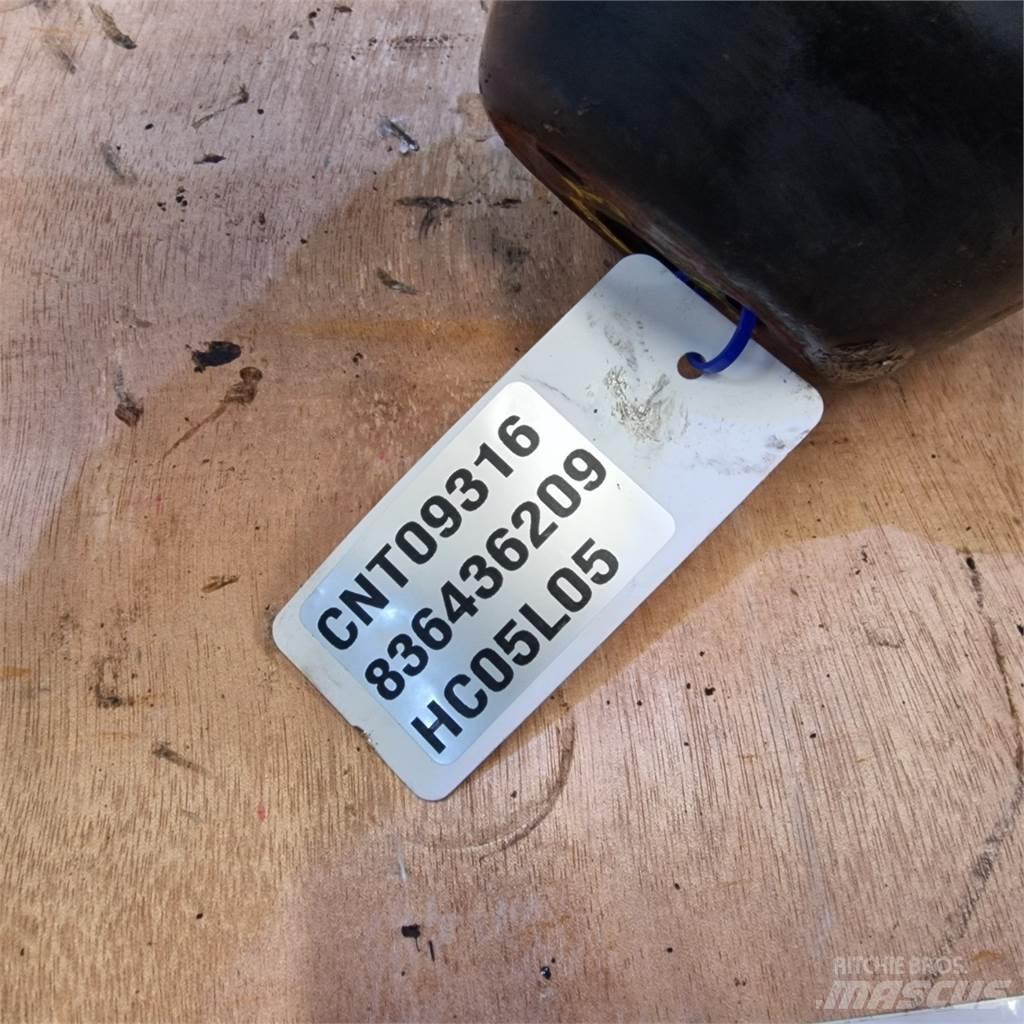 CNT09316
836436209
HC05L05
RITCHIE BROS.
MASCUS